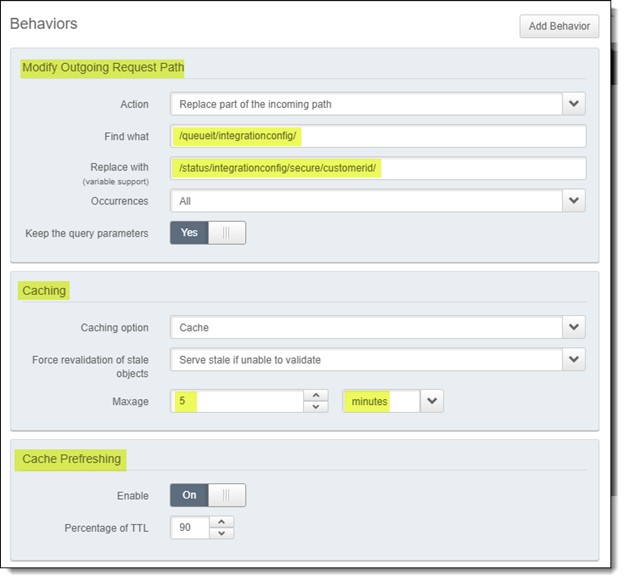 Behaviors
Add Behavior
Modify Outgoing Request Path
Action Replace part of the incoming path
Find what /queueit/integrationconfig/
Replace with /status/integrationconfig/secure/customerid/
(variable support)
Occurrences All
Keep the query parameters Yes
Caching
Caching option Cache
Force revalidation of stale Serve stale if unable to validate
objects
Maxage 5 minutes
Cache Prefreshing
Enable On
Percentage of TTL 90